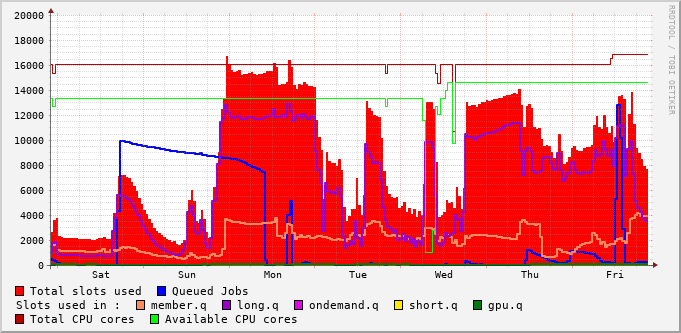 20000
18000
16000
14000
12000
10000
8000
6000
4000
2000
0
Sat Sun Mon Tue Wed Thu Fri
Total slots used Queued Jobs
Slots used in : member.q long.q ondemand.q short.q gpu.q
Total CPU cores Available CPU cores
RRDTOOL / TOBI OETIKER